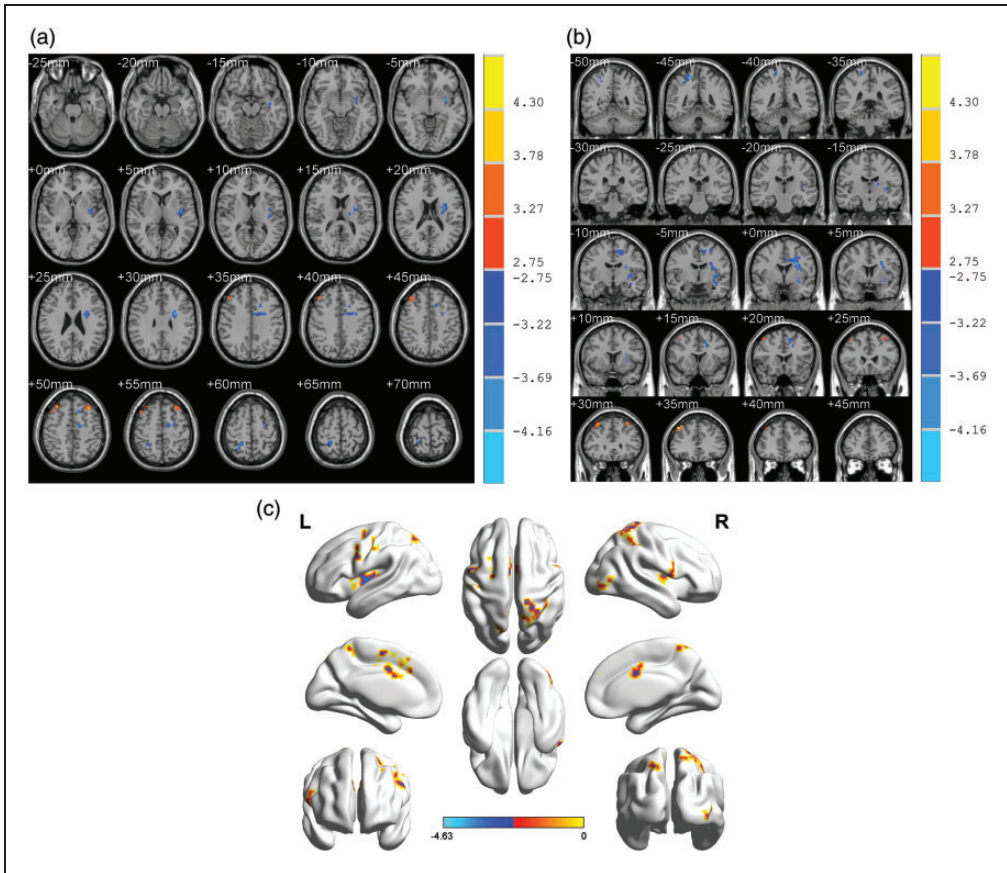 (a)
-25mm -20mm -15mm -10mm -5mm
+0mm +5mm +10mm +15mm +20mm
+25mm +30mm +35mm +40mm +45mm
+50mm +55mm +60mm +65mm +70mm
4.30
3.78
3.27
2.75
-2.75
-3.22
-3.69
-4.16
(b)
-50mm -45mm -40mm -35mm
-30mm -25mm -20mm -15mm
-10mm -5mm +0mm +5mm
+10mm +15mm +20mm +25mm
+30mm +35mm +40mm +45mm
4.30
3.78
3.27
2.75
-2.75
-3.22
-3.69
-4.16
(c)
L R
-4.63 0